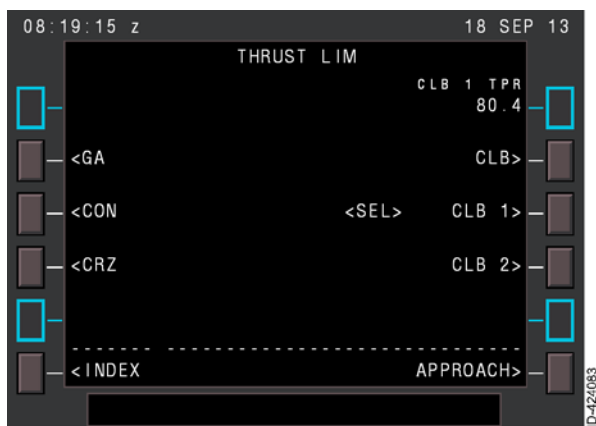 08:19:15 z 18 SEP 13
THRUST LIM
CLB 1 TPR
80.4
<GA CLB>
<CON <SEL> CLB 1>
<CRZ CLB 2>
------ ------------------------
<INDEX APPROACH>
D-424083